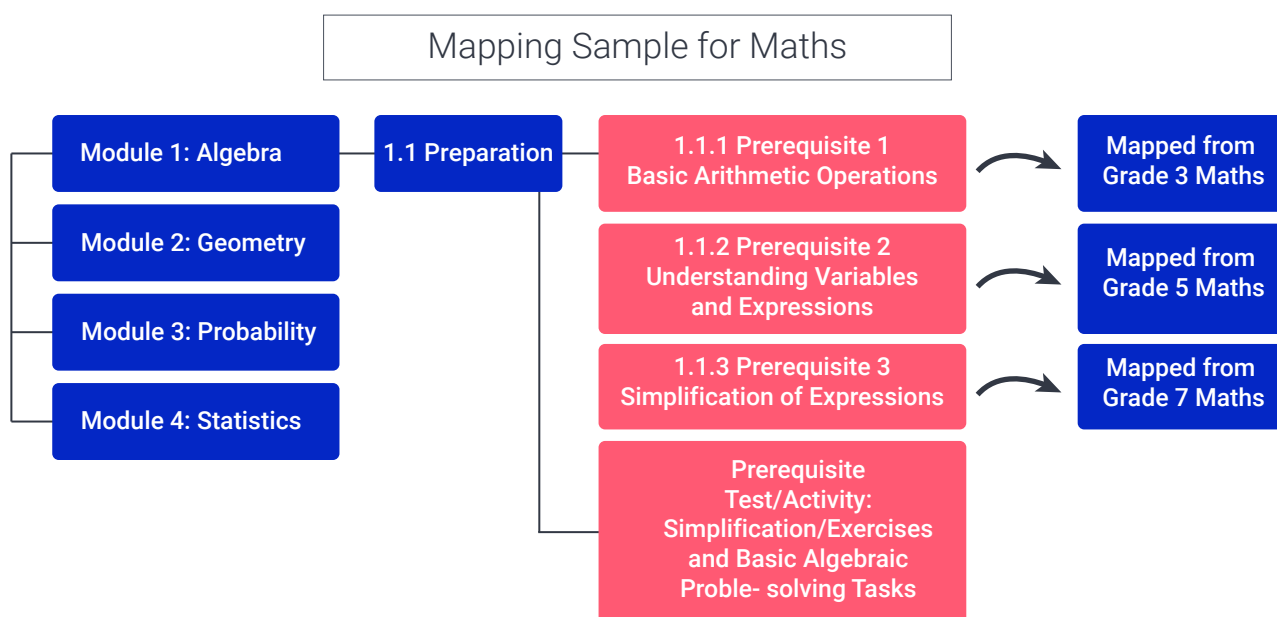 Mapping Sample for Maths
Module 1: Algebra
1.1 Preparation
1.1.1 Prerequisite 1
Basic Arithmetic Operations
Mapped from
Grade 3 Maths
Module 2: Geometry
1.1.2 Prerequisite 2
Understanding Variables
and Expressions
Mapped from
Grade 5 Maths
Module 3: Probability
1.1.3 Prerequisite 3
Simplification of Expressions
Mapped from
Grade 7 Maths
Module 4: Statistics
Prerequisite
Test/Activity:
Simplification/Exercises
and Basic Algebraic
Proble- solving Tasks